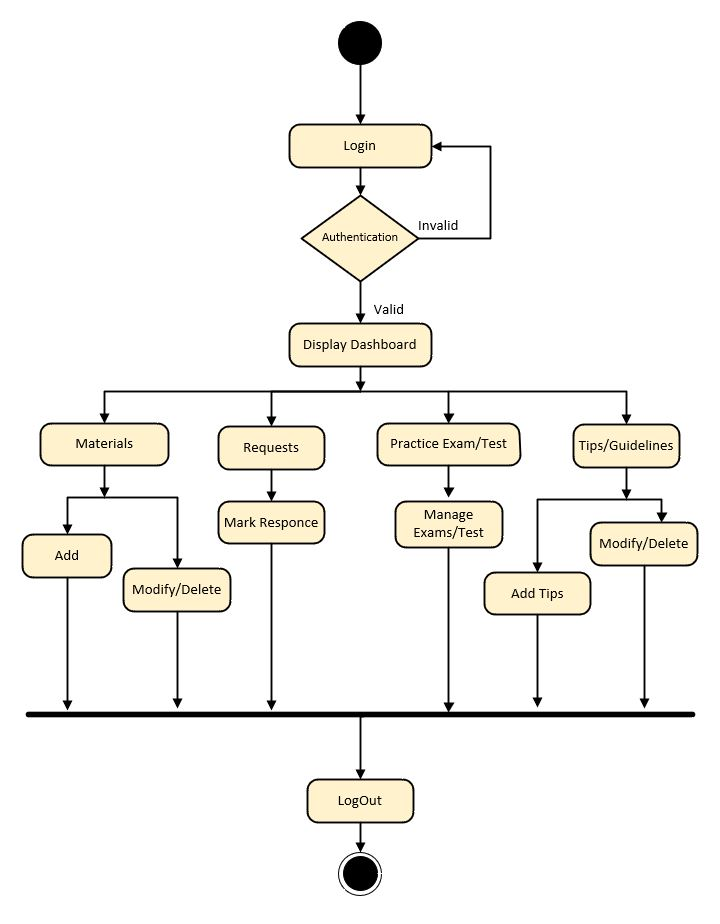 Login
Authentication
Invalid
Valid
Display Dashboard
Materials
Requests
Practice Exam/Test
Tips/Guidelines
Mark Responce
Manage
Exams/Test
Add
Modify/Delete
Modify/Delete
Add Tips
LogOut